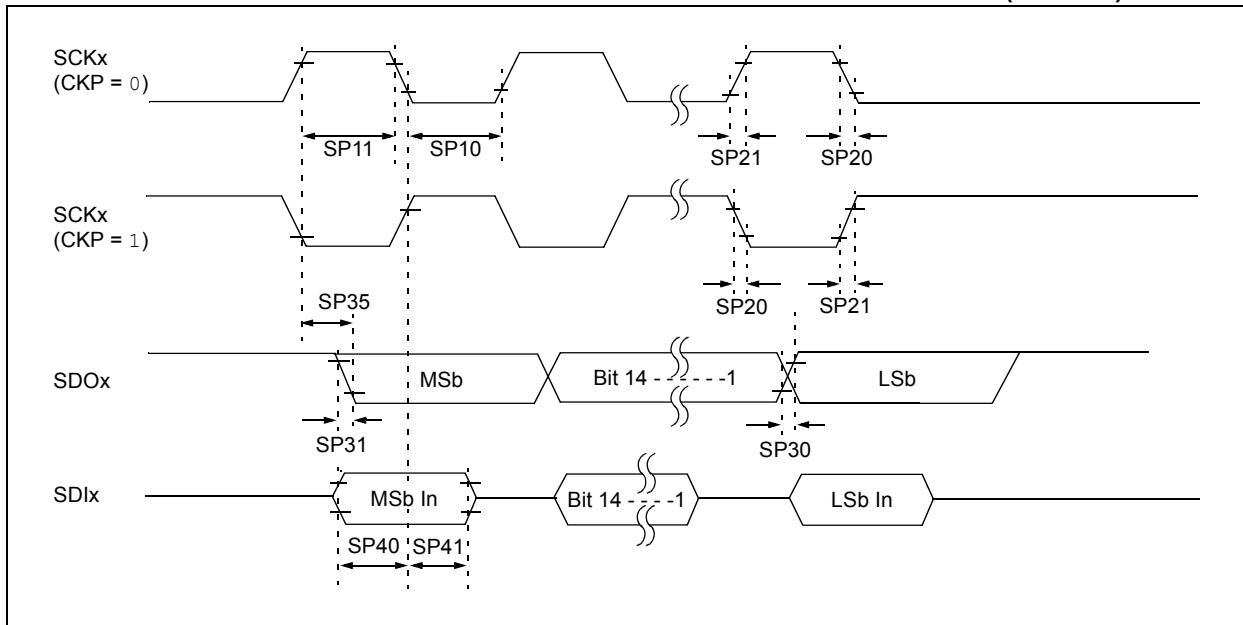 SCKx
(CKP = 0)
SP11
SP10
SP21
SP20
SCKx
(CKP = 1)
SP35
SP20
SP21
SDOx
MSb
Bit 14 - - - - - -1
LSb
SP31
SP30
SDIx
MSb In
Bit 14 - - - -1
LSb In
SP40
SP41